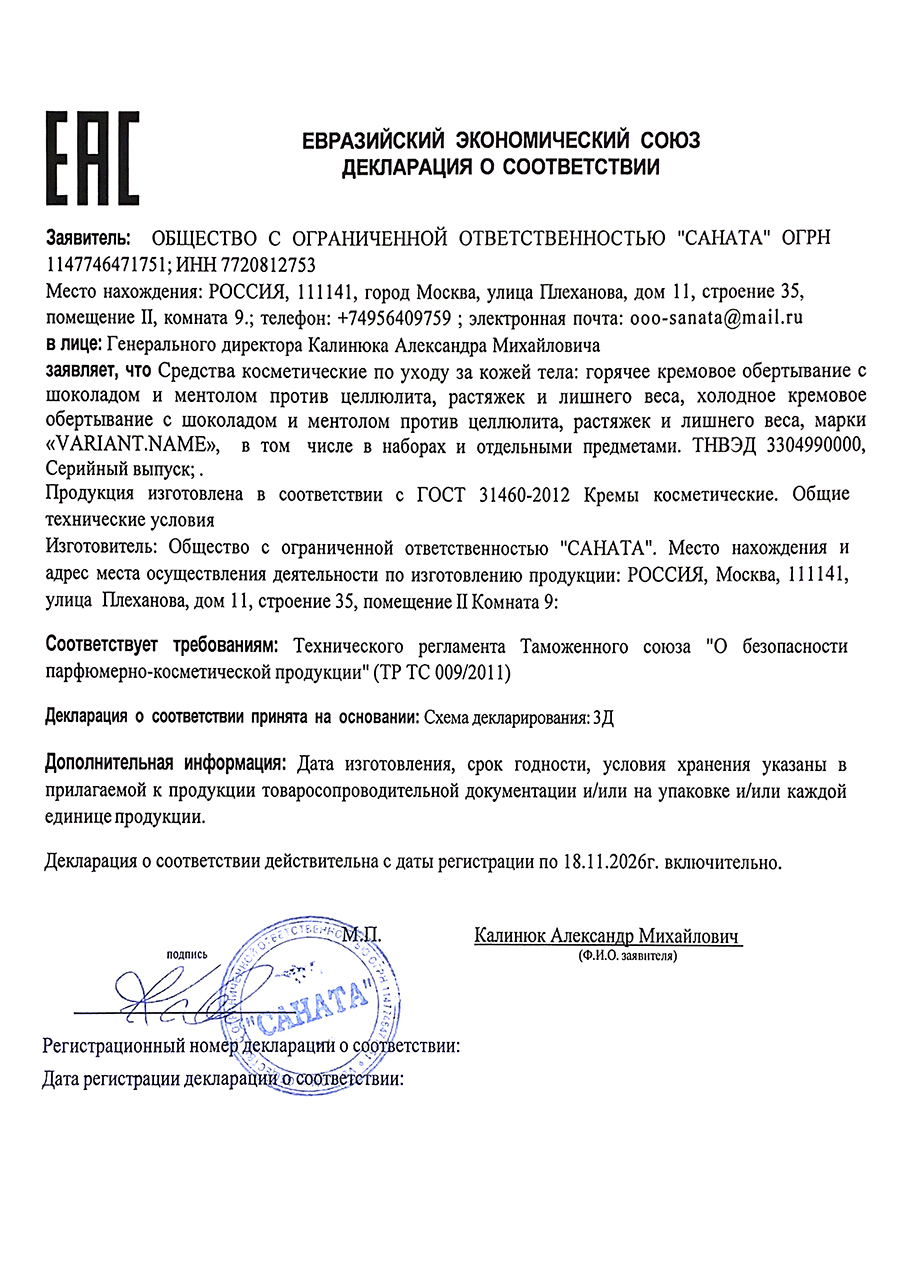 ЕАС
ЕВРАЗИЙСКИЙ ЭКОНОМИЧЕСКИЙ СОЮЗ
ДЕКЛАРАЦИЯ О СООТВЕТСТВИИ
Заявитель: ОБЩЕСТВО С ОГРАНИЧЕННОЙ ОТВЕТСТВЕННОСТЬЮ "САНАТА" ОГРН
1147746471751; ИНН 7720812753
Место нахождения: РОССИЯ, 111141, город Москва, улица Плеханова, дом 11, строение 35,
помещение II, комната 9.; телефон: +74956409759 ; электронная почта: ooo-sanata@mail.ru
в лице: Генерального директора Калинюка Александра Михайловича
заявляет, что Средства косметические по уходу за кожей тела: горячее кремовое обертывание с
шоколадом и ментолом против целлюлита, растяжек и лишнего веса, холодное кремовое
обертывание с шоколадом и ментолом против целлюлита, растяжек и лишнего веса, марки
«VARIANT.NAME», в том числе в наборах и отдельными предметами. ТНВЭД 3304990000,
Серийный выпуск; .
Продукция изготовлена в соответствии с ГОСТ 31460-2012 Кремы косметические. Общие
технические условия
Изготовитель: Общество с ограниченной ответственностью "САНАТА". Место нахождения и
адрес места осуществления деятельности по изготовлению продукции: РОССИЯ, Москва, 111141,
улица Плеханова, дом 11, строение 35, помещение II Комната 9:
Соответствует требованиям: Технического регламента Таможенного союза "О безопасности
парфюмерно-косметической продукции" (ТР ТС 009/2011)
Декларация о соответствии принята на основании: Схема декларирования: 3Д
Дополнительная информация: Дата изготовления, срок годности, условия хранения указаны в
прилагаемой к продукции товаросопроводительной документации и/или на упаковке и/или каждой
единице продукции.
Декларация о соответствии действительна с даты регистрации по 18.11.2026г. включительно.
М.П.
Калинюк Александр Михайлович
подпись
(Ф.И.О. заявителя)
"САНАТА"
Регистрационный номер декларации о соответствии:
Дата регистрации декларации о соответствии: